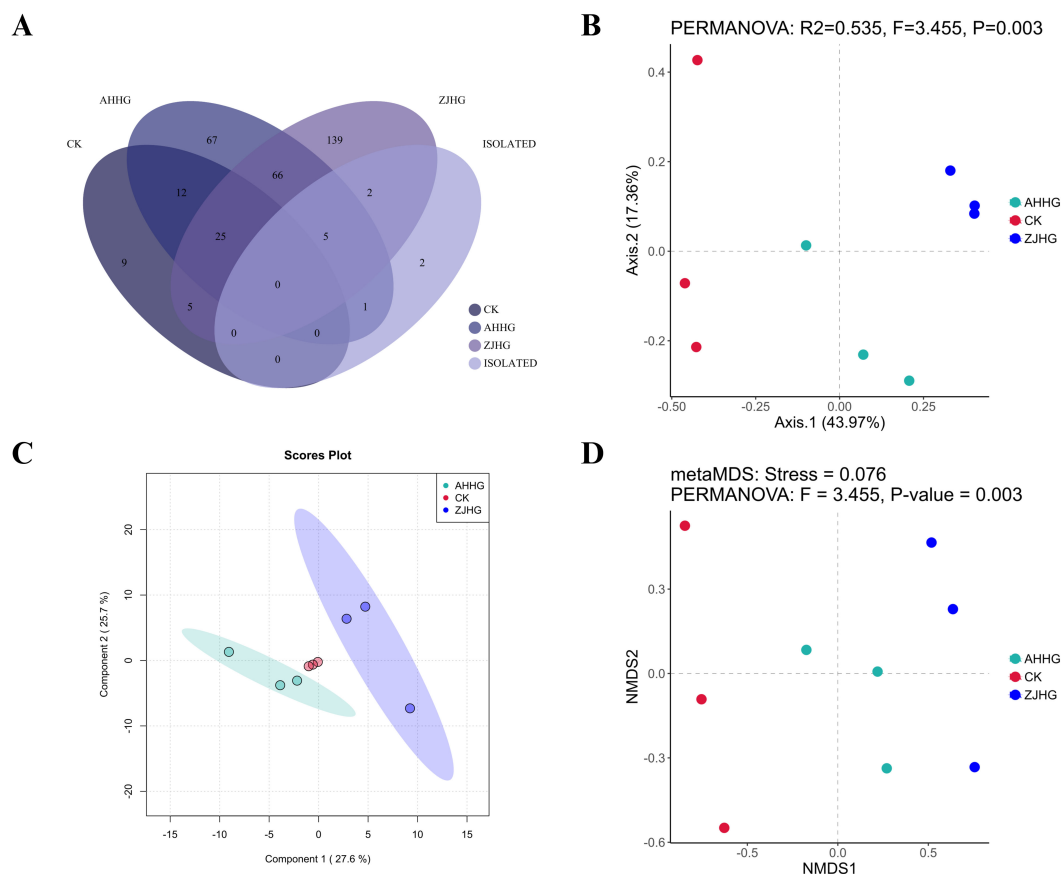 A
AHHG
ZJHG
CK
ISOLATED
67
139
66
12
2
25
5
9
2
0
5
1
0
0
0
CK
AHHG
ZJHG
ISOLATED
B
PERMANOVA: R2=0.535, F=3.455, P=0.003
Axis.2 (17.36%)
0.4
0.2
0.0
-0.2
-0.50
-0.25
0.00
0.25
Axis.1 (43.97%)
AHHG
CK
ZJHG
C
Scores Plot
Component 2 ( 25.7 %)
20
10
0
-10
-20
-15
-10
-5
0
5
10
15
Component 1 ( 27.6 %)
AHHG
CK
ZJHG
D
metaMDS: Stress = 0.076
PERMANOVA: F = 3.455, P-value = 0.003
NMDS2
0.3
0.0
-0.3
-0.6
-0.5
0.0
0.5
NMDS1
AHHG
CK
ZJHG